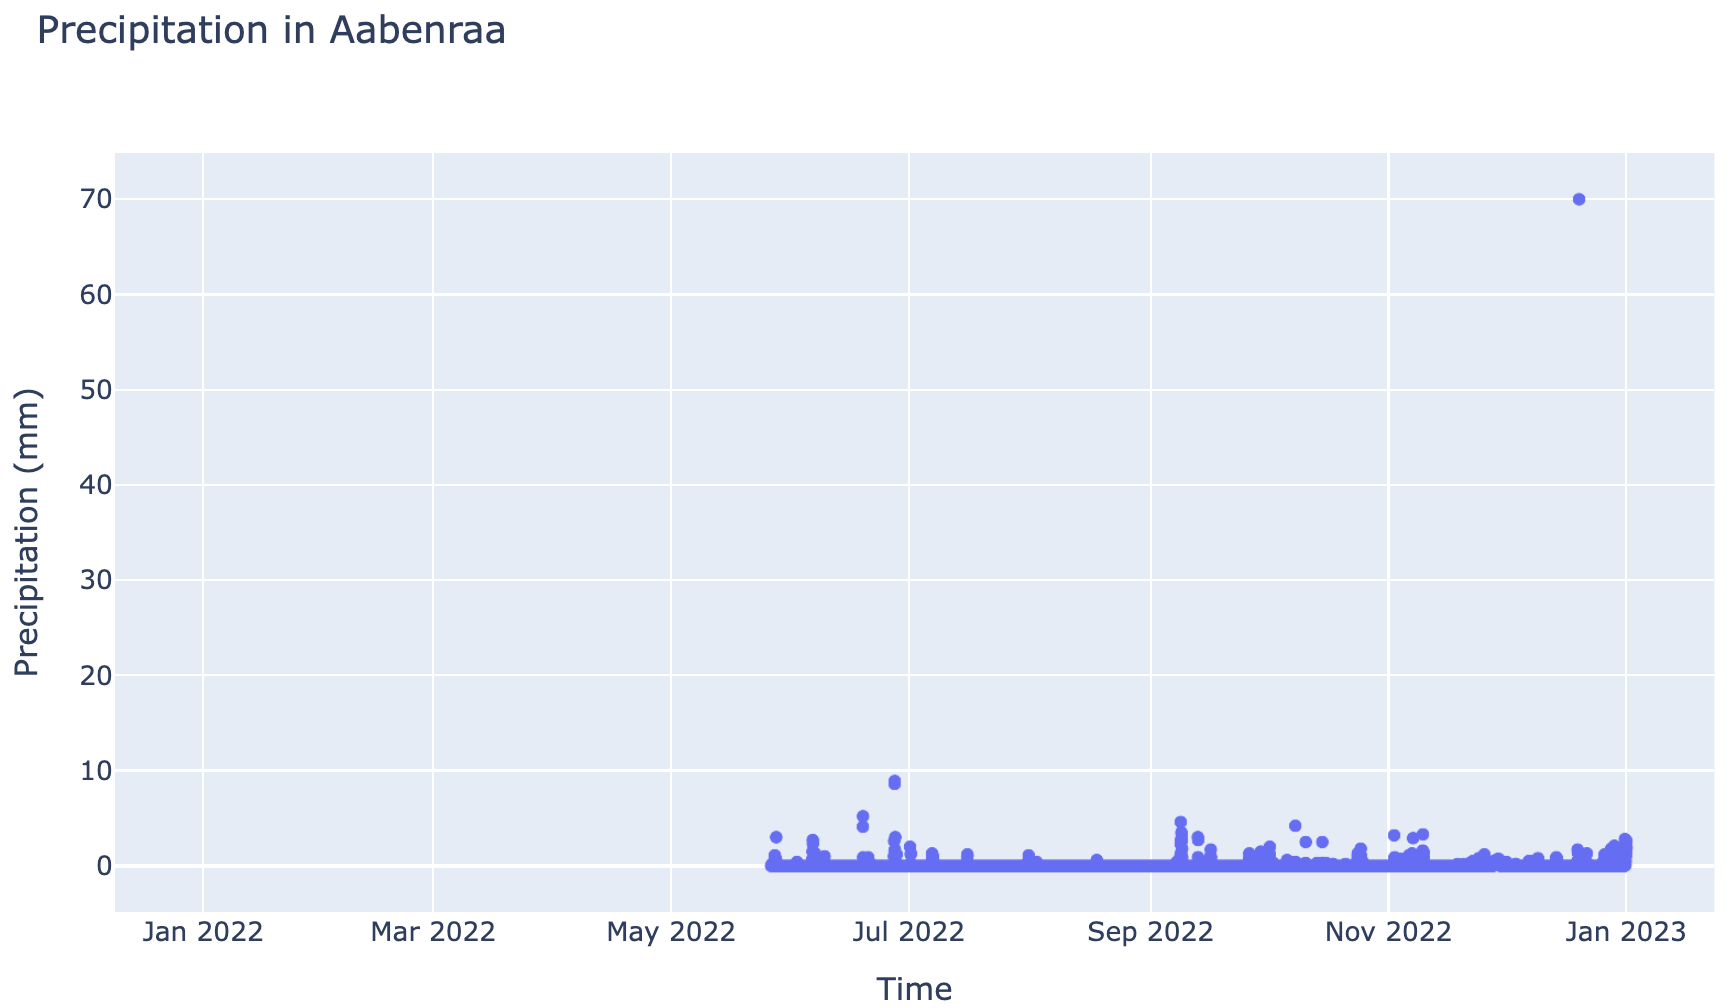 Precipitation in Aabenraa
Precipitation (mm)
70
60
50
40
30
20
10
0
Jan 2022
Mar 2022
May 2022
Jul 2022
Sep 2022
Nov 2022
Jan 2023
Time